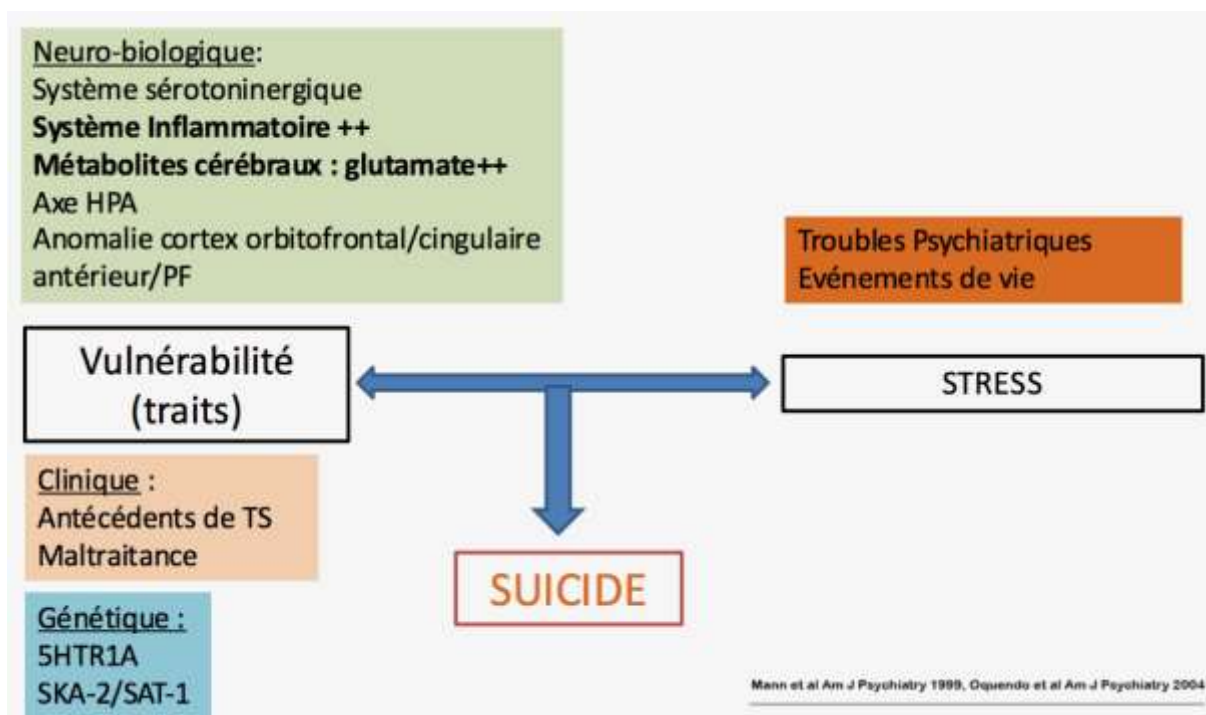 Neuro-biologique:
Système sérotoninergique
Système Inflammatoire ++
Métabolites cérébraux : glutamate++
Axe HPA
Anomalie cortex orbitofrontal/cingulaire
antérieur/PF
Troubles Psychiatriques
Evénements de vie
Vulnérabilité
(traits)
STRESS
Clinique :
Antécédents de TS
Maltraitance
SUICIDE
Génétique :
5HTR1A
SKA-2/SAT-1
Mann et al Am J Psychiatry 1999, Oquendo et al Am J Psychiatry 2004